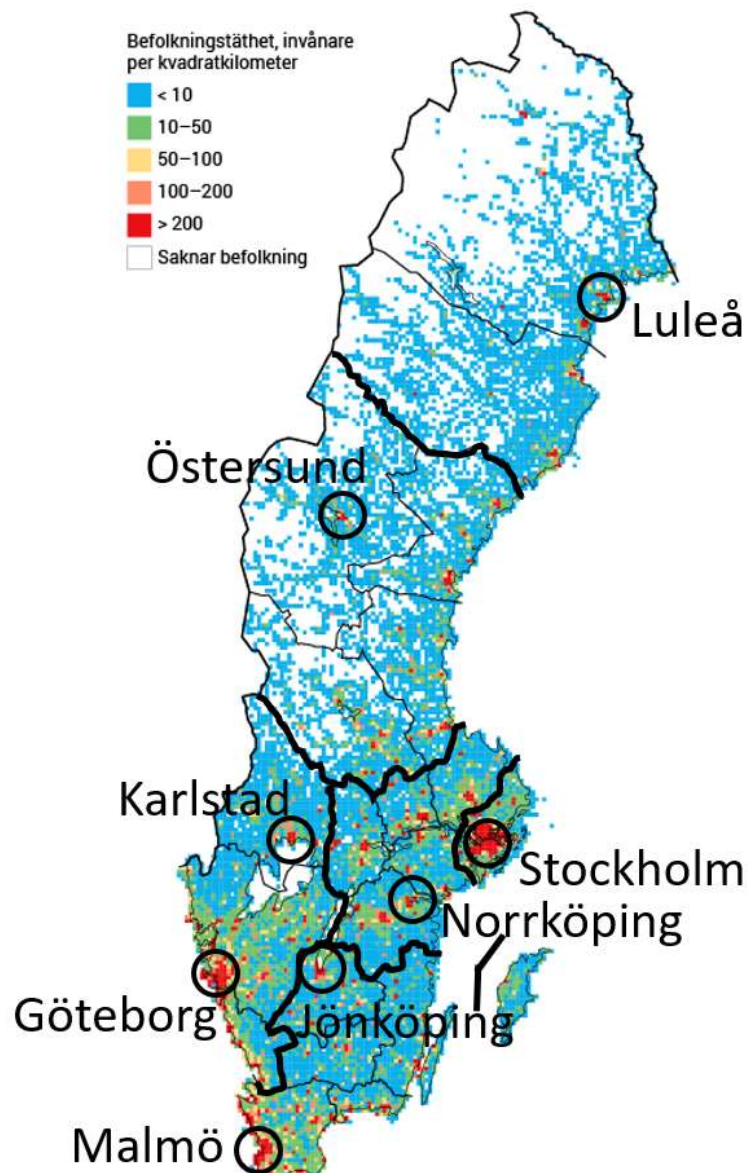 Befolkningstäthet, invånare
per kvadratkilometer
< 10
10–50
50–100
100–200
> 200
Saknar befolkning
Luleå
Östersund
Karlstad
Stockholm
Norrköping
Göteborg
Jönköping
Malmö